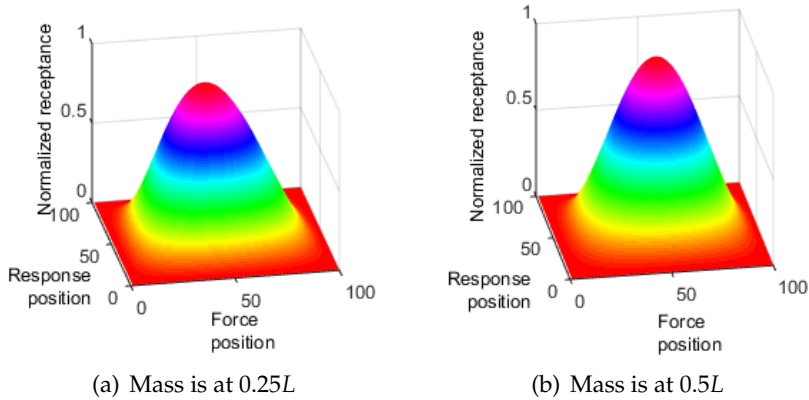 Normalized receptance
1
0.5
0
100
50
0
Response
position
0
50
100
Force
position
(a) Mass is at 0.25L
Normalized receptance
1
0.5
0
100
50
0
Response
position
0
50
100
Force
position
(b) Mass is at 0.5L